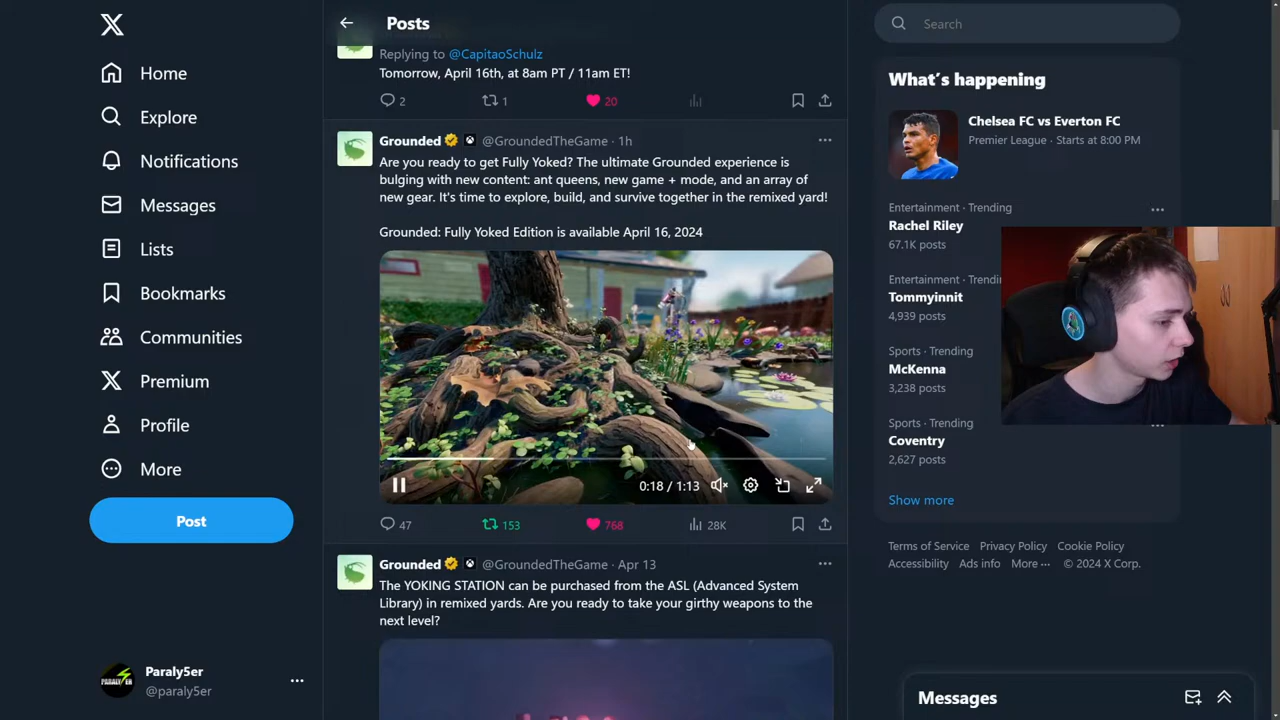 Posts
Search
Home
Explore
Notifications
Messages
Lists
Bookmarks
Communities
Premium
Profile
More
Post
Paraly5er
@paraly5er
Replying to @CapitaoSchulz
Tomorrow, April 16th, at 8am PT / 11am ET!
2
1
20
Grounded @GroundedTheGame · 1h
Are you ready to get Fully Yoked? The ultimate Grounded experience is
bulging with new content: ant queens, new game + mode, and an array of
new gear. It's time to explore, build, and survive together in the remixed yard!
Grounded: Fully Yoked Edition is available April 16, 2024
0:18 / 1:13
47
153
768
28K
Grounded @GroundedTheGame · Apr 13
The YOKING STATION can be purchased from the ASL (Advanced System
Library) in remixed yards. Are you ready to take your girthy weapons to the
next level?
What's happening
Chelsea FC vs Everton FC
Premier League · Starts at 8:00 PM
Entertainment · Trending
Rachel Riley
67.1K posts
Entertainment · Trendi
Tommyinnit
4,939 posts
Sports · Trending
McKenna
3,238 posts
Sports · Trending
Coventry
2,627 posts
Show more
Terms of Service Privacy Policy Cookie Policy
Accessibility Ads info More ··· © 2024 X Corp.
Messages